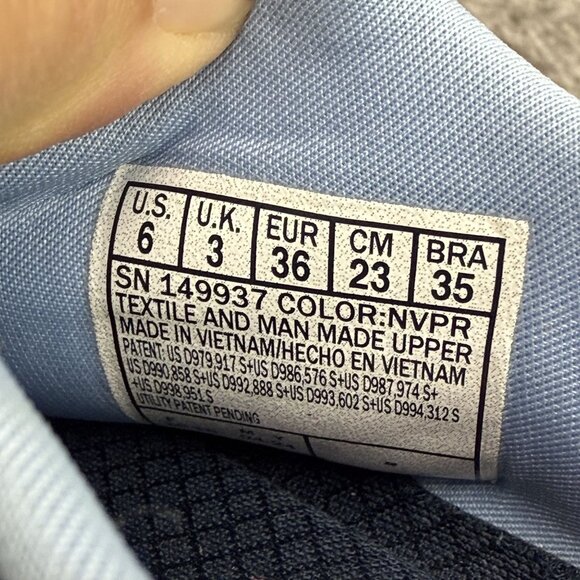 U.S. U.K. EUR CM BRA
6 3 36 23 35
SN 149937 COLOR:NVPR
TEXTILE AND MAN MADE UPPER
MADE IN VIETNAM/HECHO EN VIETNAM
PATENT: US D979,917 S+US D986,576 S+US D987,974 S+
US D990,858 S+US D992,888 S+US D993,602 S+US D994,312 S
+US D938,951 S
UTILITY PATENT PENDING